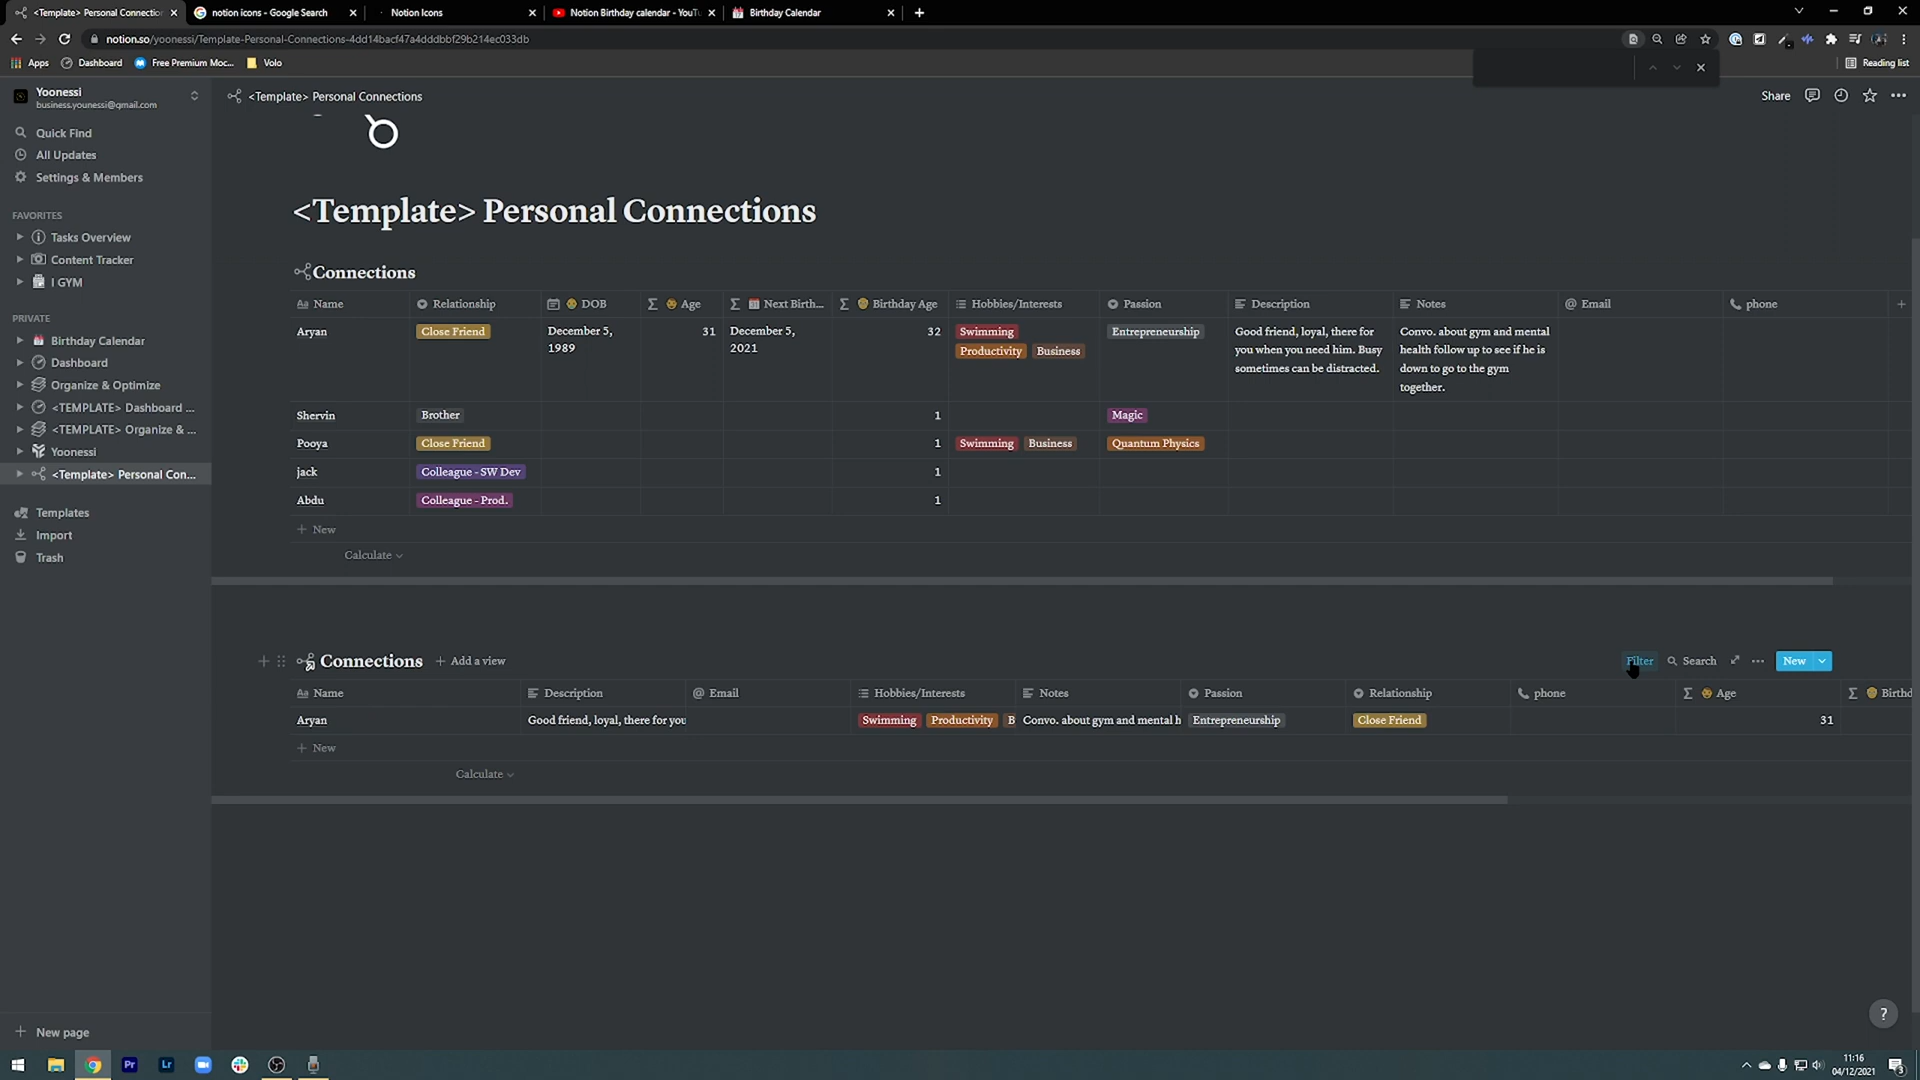 <Template> Personal Connectio
notion icons - Google Search
Notion Icons
Notion Birthday calendar - YouTu
Birthday Calendar
notion.so/yoonessi/Template-Personal-Connections-4dd14bacf47a4dddbbf29b214ec033db
Apps
Dashboard
Free Premium Moc...
Volo
Reading list
Yoonessi
business.younessi@gmail.com
<Template> Personal Connections
Share
Quick Find
All Updates
Settings & Members
FAVORITES
Tasks Overview
Content Tracker
I GYM
PRIVATE
Birthday Calendar
Dashboard
Organize & Optimize
<TEMPLATE> Dashboard ...
<TEMPLATE> Organize & ...
Yoonessi
<Template> Personal Con...
Templates
Import
Trash
New page
<Template> Personal Connections
Connections
Name Relationship DOB Age Next Birth... Birthday Age Hobbies/Interests Passion Description Notes Email phone
Aryan Close Friend December 5, 1989 31 December 5, 2021 32 Swimming Productivity Business Entrepreneurship
Good friend, loyal, there for
you when you need him. Busy
sometimes can be distracted.
Convo. about gym and mental
health follow up to see if he is
down to go to the gym
together.
Shervin Brother 1 Magic
Pooya Close Friend 1 Swimming Business Quantum Physics
jack Colleague - SW Dev 1
Abdu Colleague - Prod. 1
+ New
Calculate
Connections + Add a view Filter Search New
Name Description Email Hobbies/Interests Notes Passion Relationship phone Age Birthd
Aryan Good friend, loyal, there for you Swimming Productivity B Convo. about gym and mental h Entrepreneurship Close Friend 31
+ New
Calculate
?
Pr
Lr
11:16
04/12/2021
3